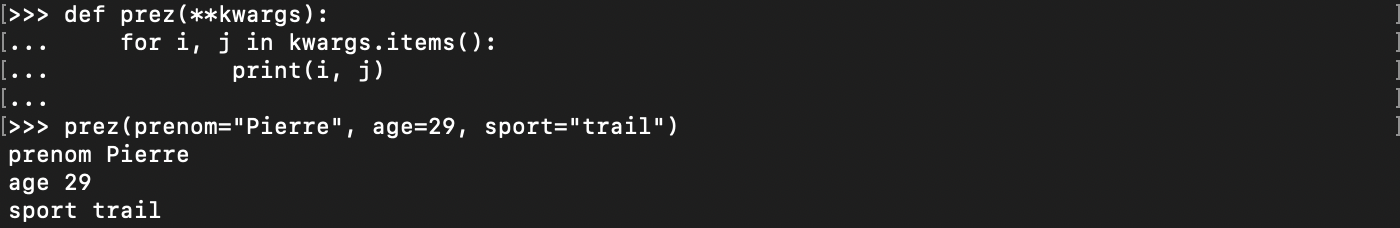 [>>> def prez(**kwargs):                                      ]
[...     for i, j in kwargs.items():                          ]
[...             print(i, j)                                  ]
[...                                                          ]
[>>> prez(prenom="Pierre", age=29, sport="trail")             ]
prenom Pierre
age 29
sport trail